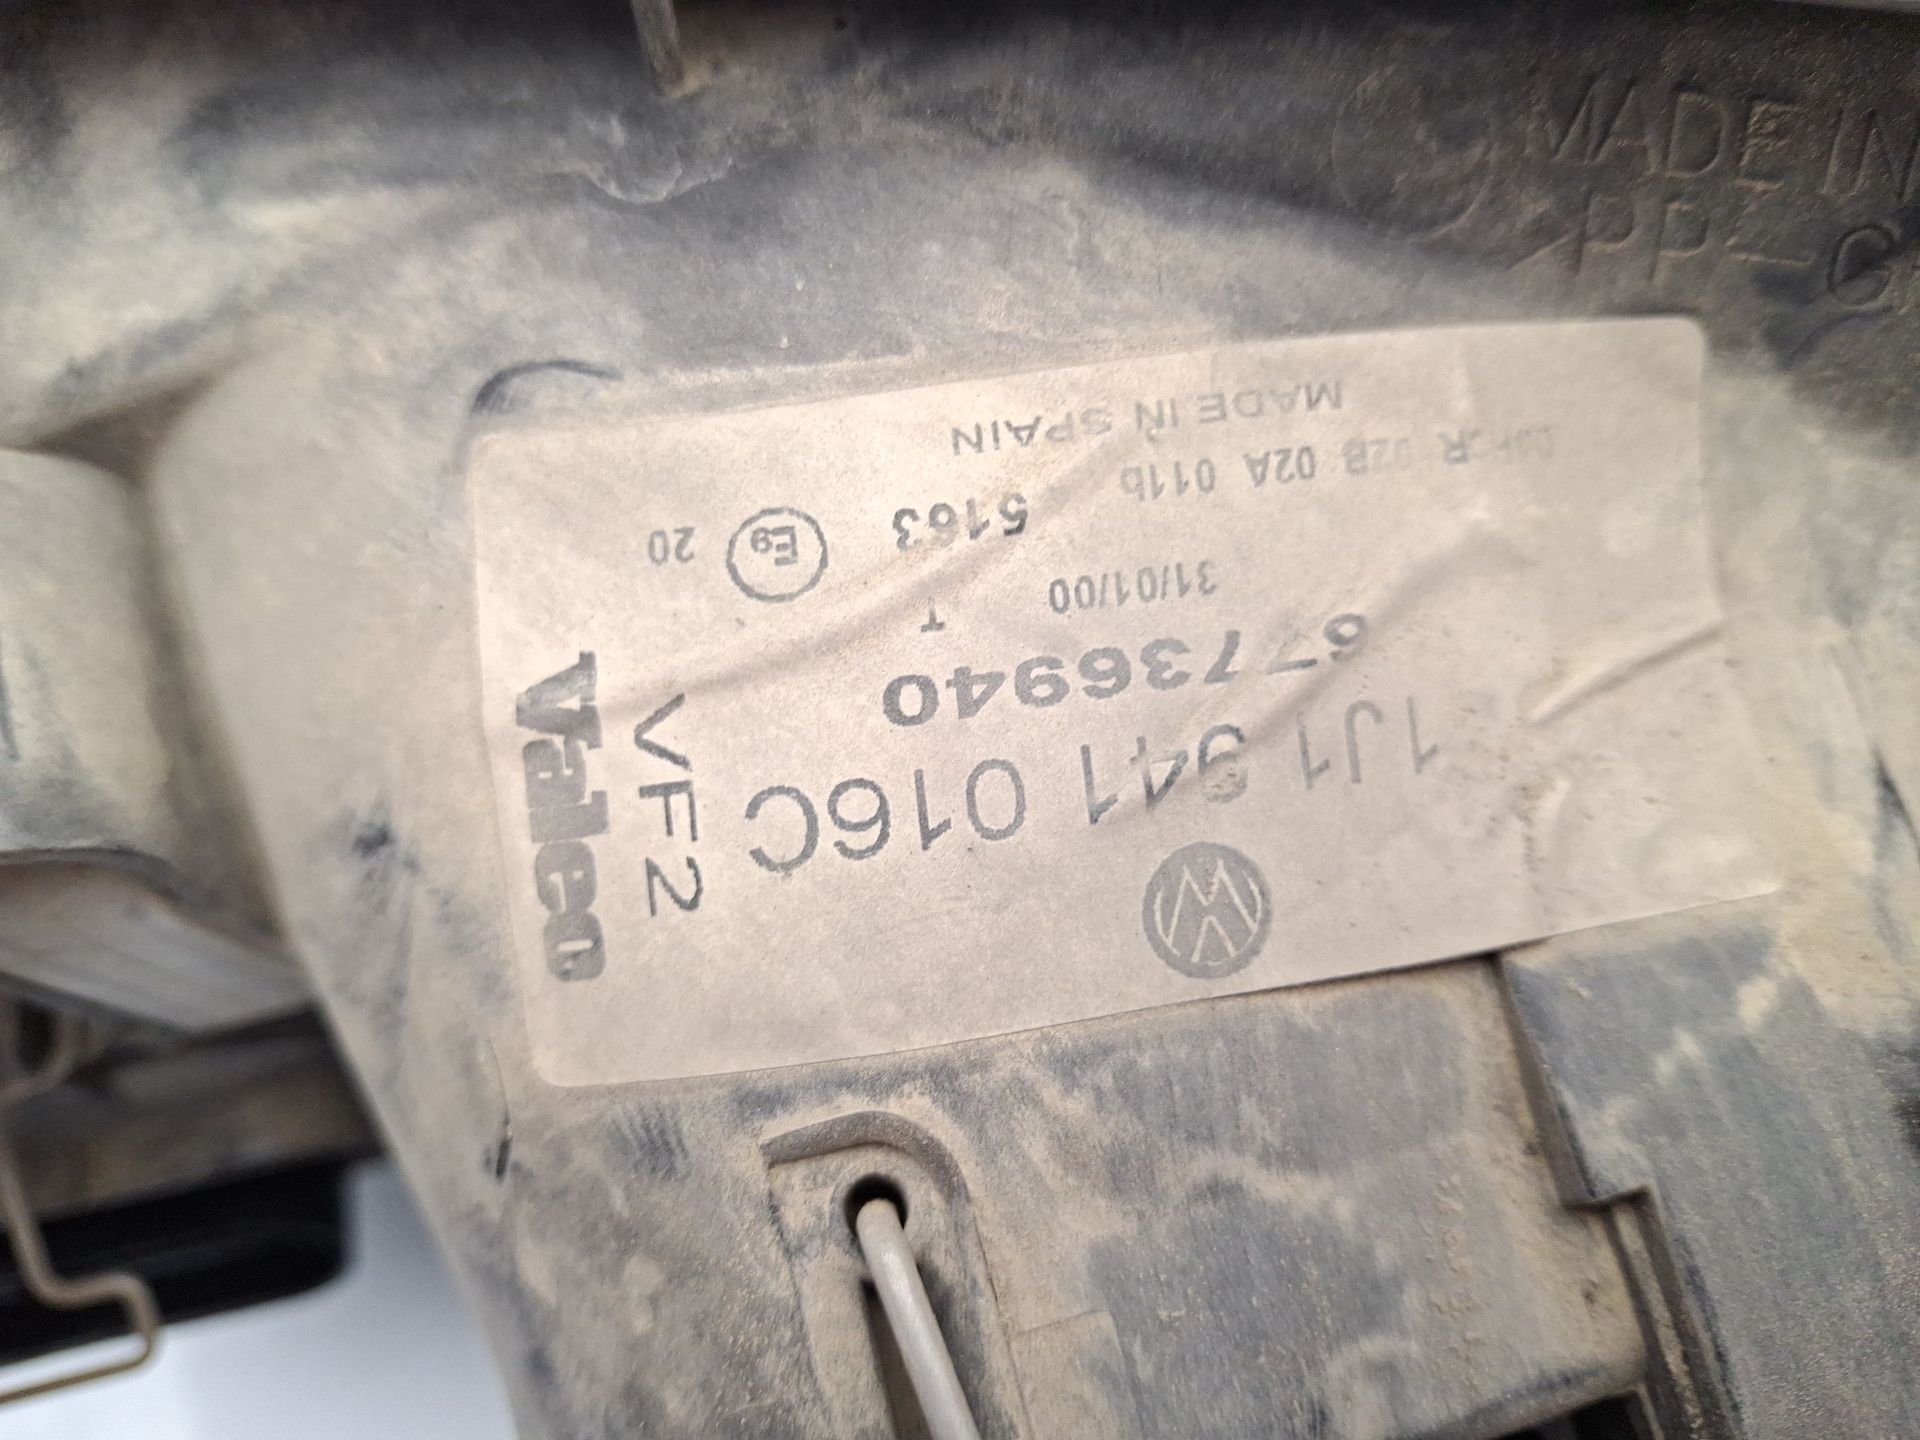 1J1 941 016C
67736940
31/01/00 T
5163 E9 20
R 02B 02A 011b
MADE IN SPAIN
VF2
Valeo
MADE IN
PP-G